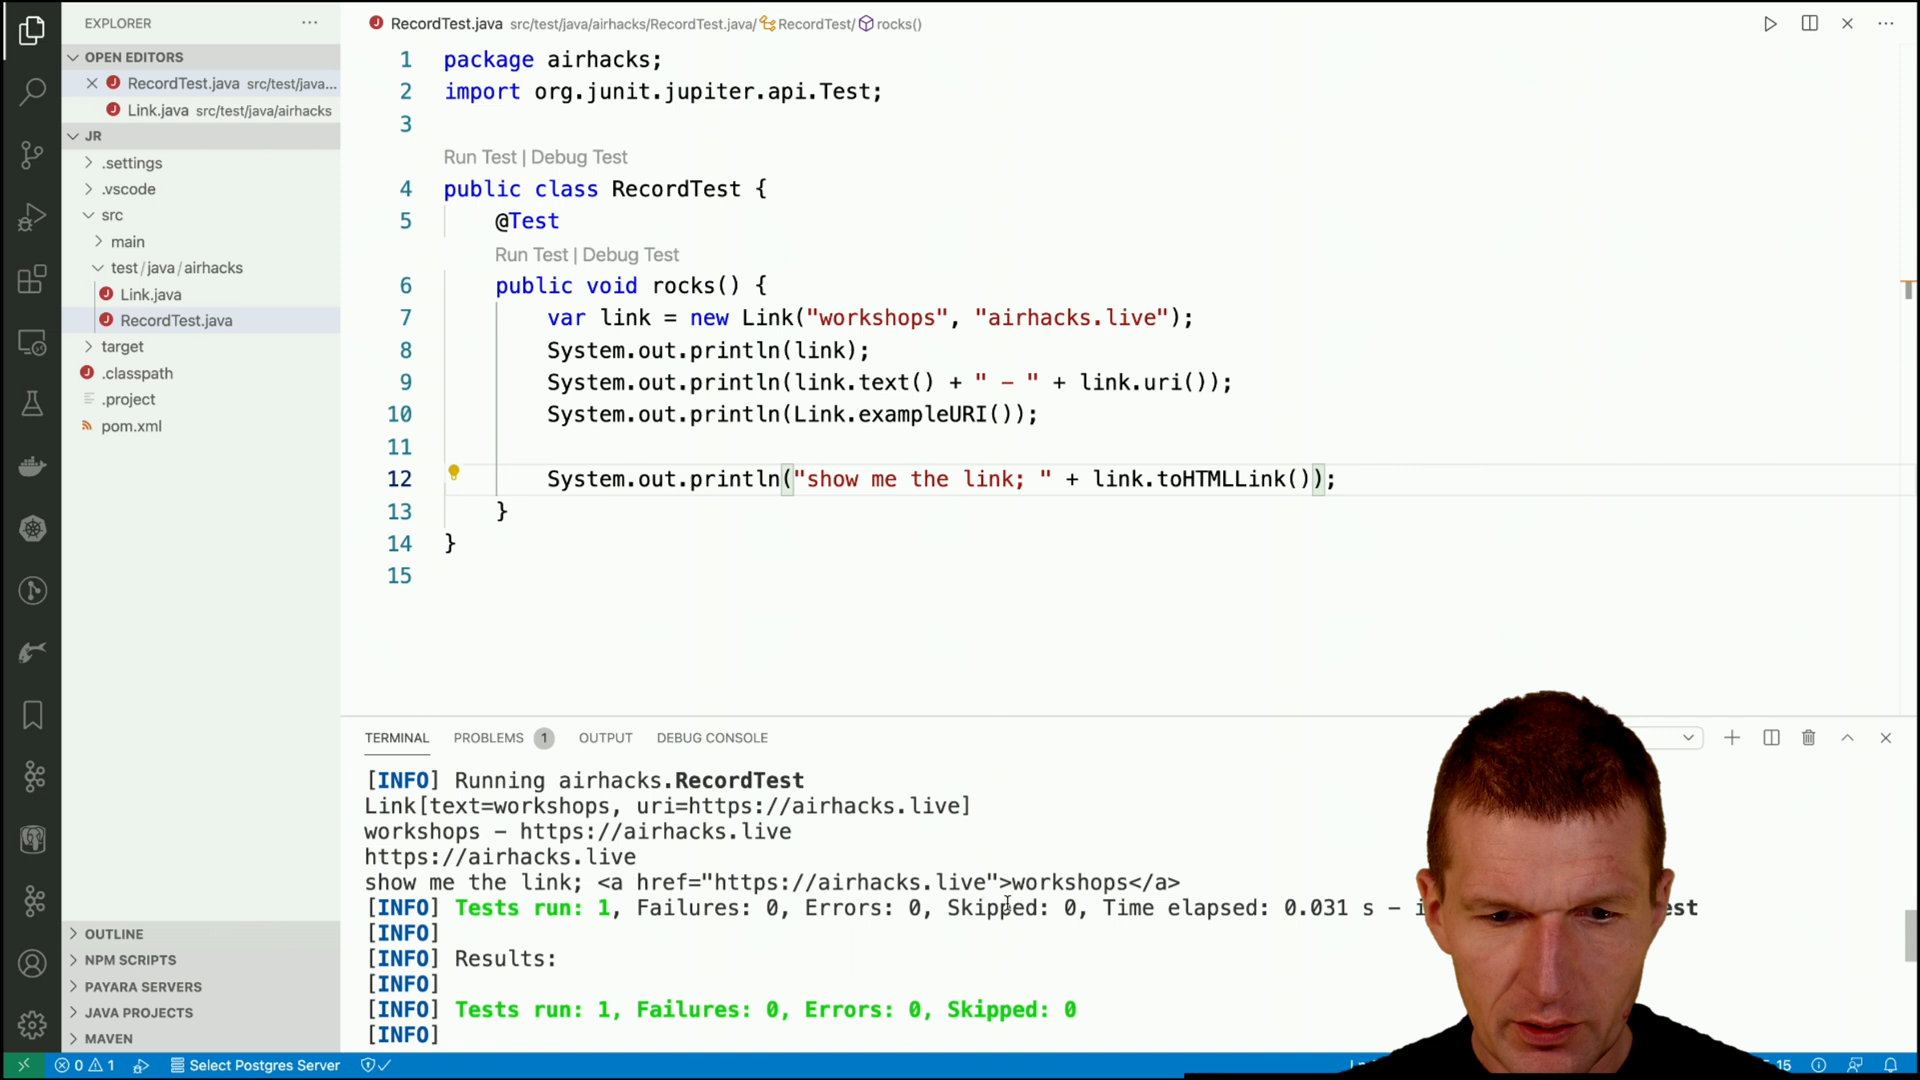 EXPLORER
OPEN EDITORS
RecordTest.java src/test/java...
Link.java src/test/java/airhacks
JR
.settings
.vscode
src
main
test/java/airhacks
Link.java
RecordTest.java
target
.classpath
.project
pom.xml
OUTLINE
NPM SCRIPTS
PAYARA SERVERS
JAVA PROJECTS
MAVEN
RecordTest.java src/test/java/airhacks/RecordTest.java/ RecordTest/ rocks()
1 package airhacks;
2 import org.junit.jupiter.api.Test;
3
Run Test | Debug Test
4 public class RecordTest {
5 @Test
Run Test | Debug Test
6 public void rocks() {
7 var link = new Link("workshops", "airhacks.live");
8 System.out.println(link);
9 System.out.println(link.text() + " - " + link.uri());
10 System.out.println(Link.exampleURI());
11
12 System.out.println("show me the link; " + link.toHTMLLink());
13 }
14 }
15
TERMINAL PROBLEMS 1 OUTPUT DEBUG CONSOLE
[INFO] Running airhacks.RecordTest
Link[text=workshops, uri=https://airhacks.live]
workshops - https://airhacks.live
https://airhacks.live
show me the link; <a href="https://airhacks.live">workshops</a>
[INFO] Tests run: 1, Failures: 0, Errors: 0, Skipped: 0, Time elapsed: 0.031 s - i
[INFO]
[INFO] Results:
[INFO]
[INFO] Tests run: 1, Failures: 0, Errors: 0, Skipped: 0
[INFO]
0 1 Select Postgres Server